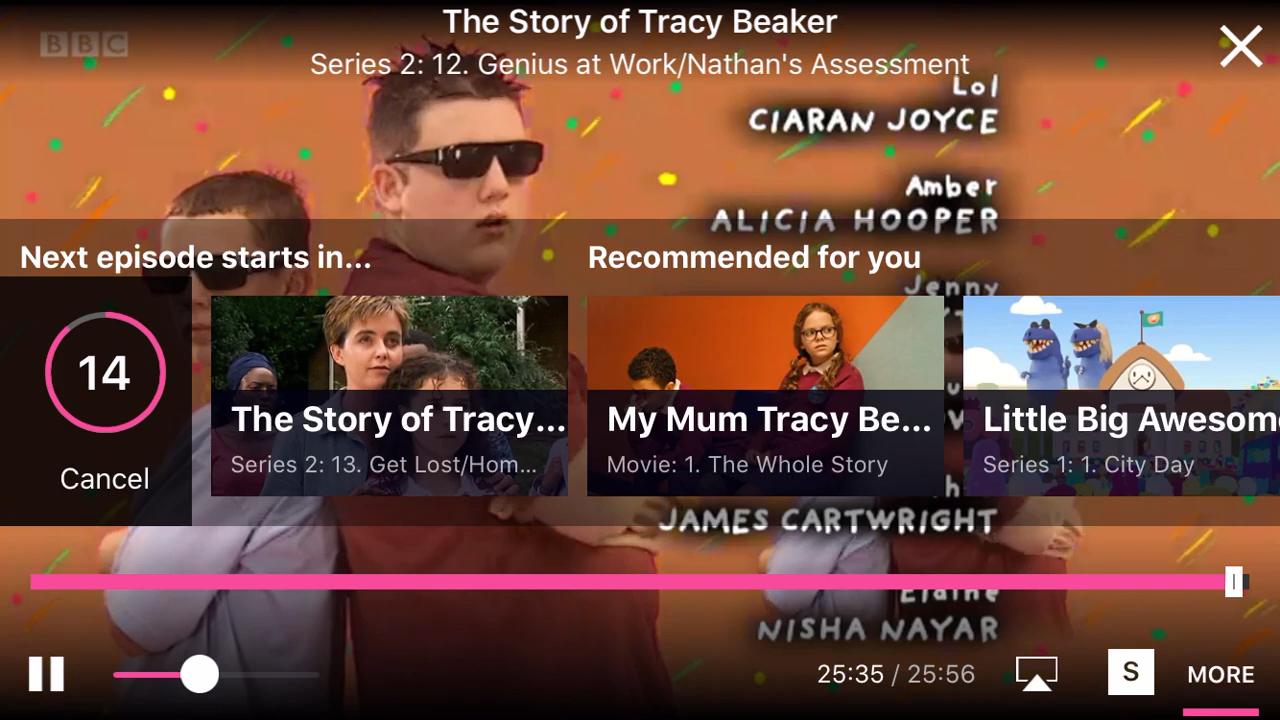 The Story of Tracy Beaker
BBC
Series 2: 12. Genius at Work/Nathan's Assessment
Lol
CIARAN JOYCE
Amber
ALICIA HOOPER
Next episode starts in...
Recommended for you
Jenny
14
Cancel
The Story of Tracy...
Series 2: 13. Get Lost/Hom...
My Mum Tracy Be...
Movie: 1. The Whole Story
Little Big Awesom
Series 1: 1. City Day
JAMES CARTWRIGHT
Elaine
NISHA NAYAR
25:35 / 25:56
S
MORE